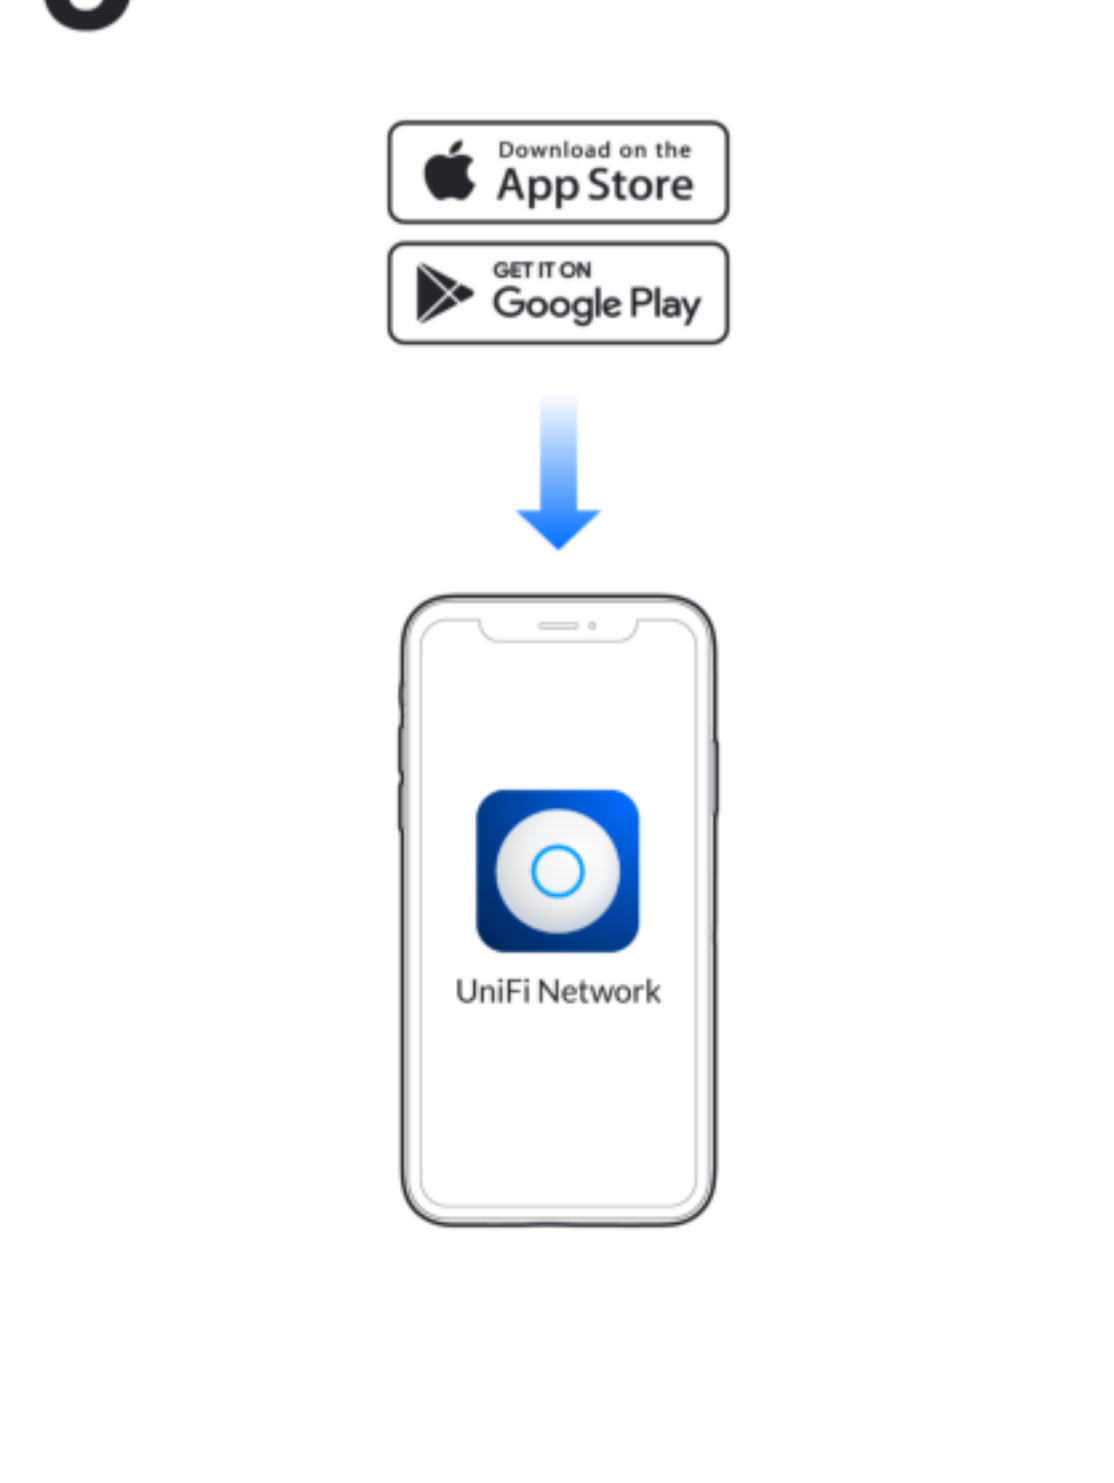 Download on the
App Store
GET IT ON
Google Play
UniFi Network